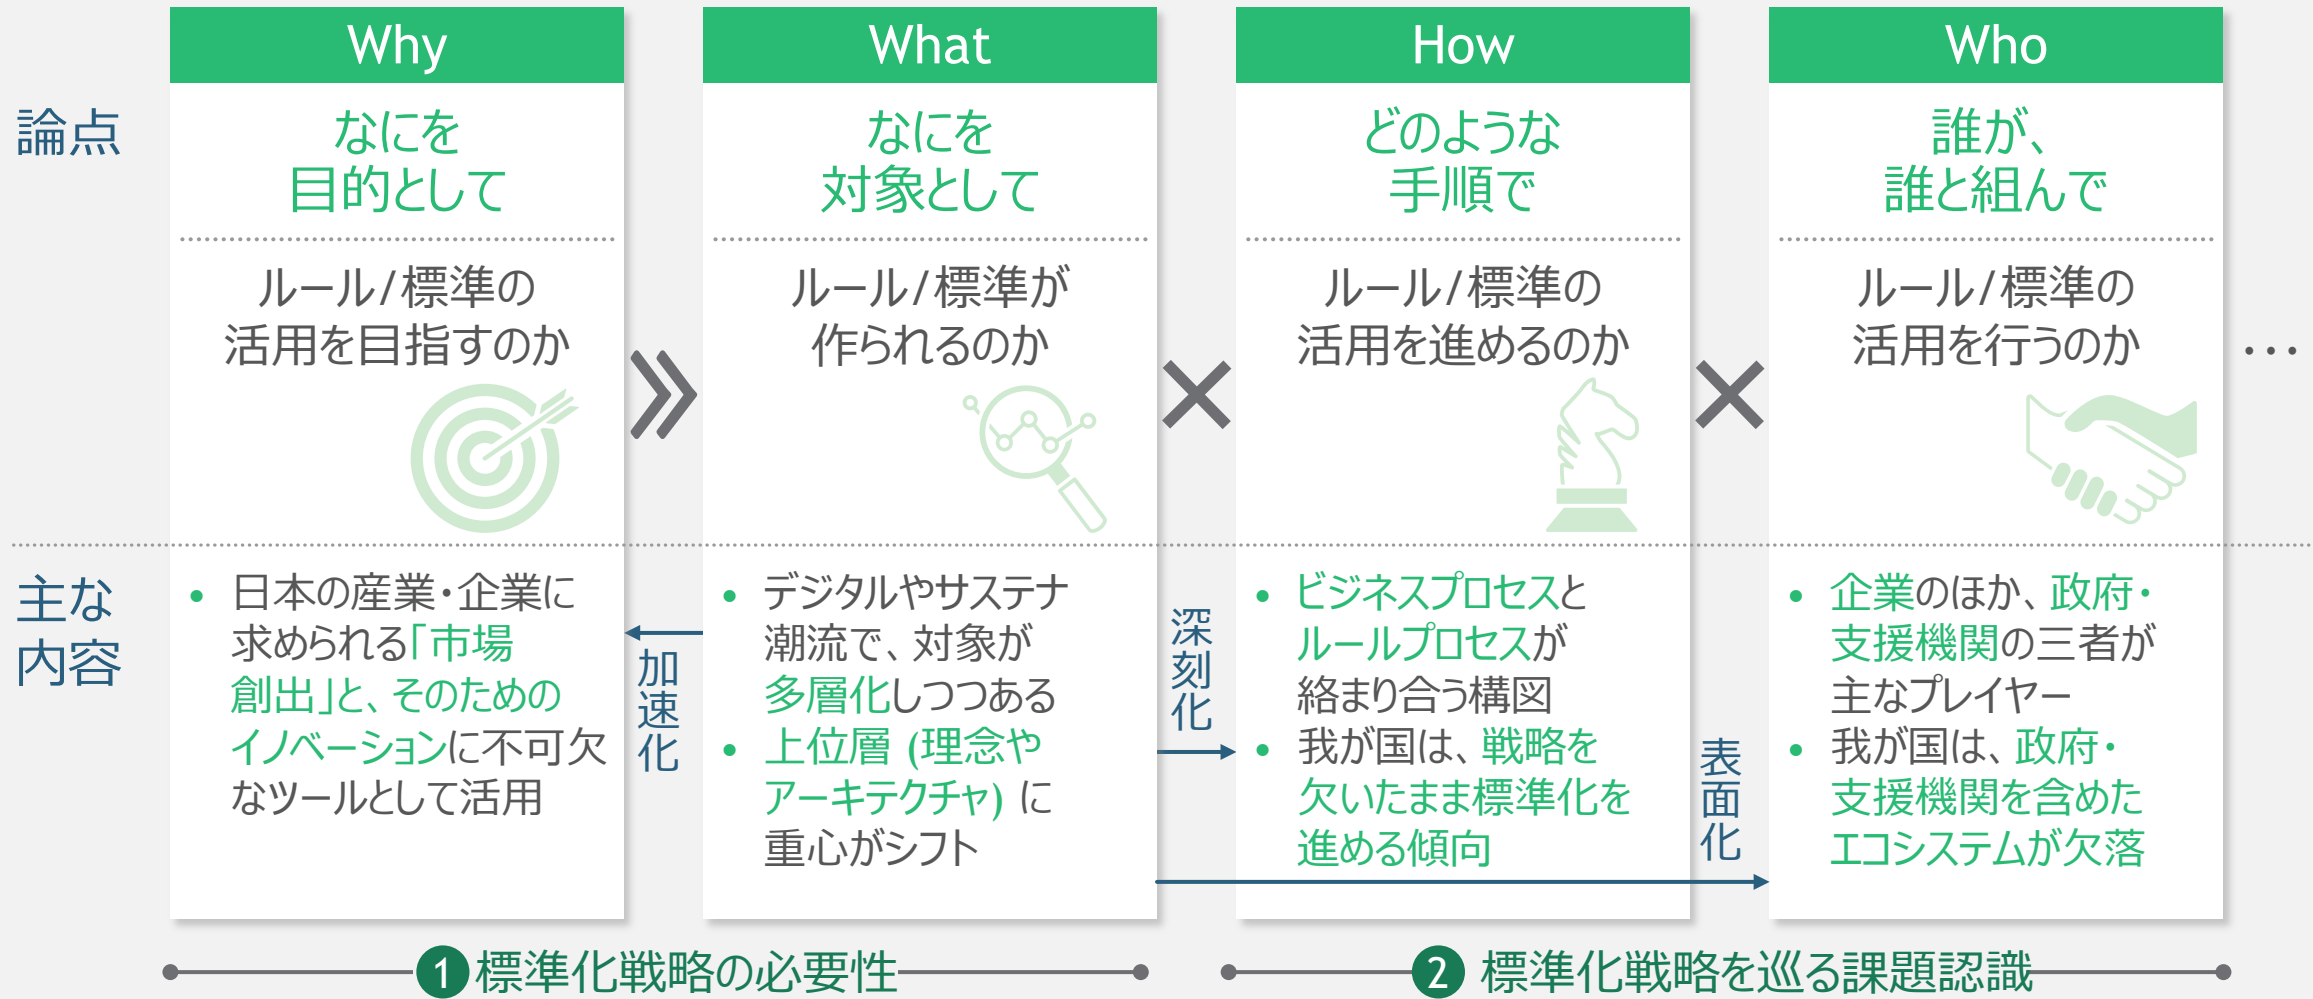 Why
What
How
Who
論点
なにを
目的として
なにを
対象として
どのような
手順で
誰が、
誰と組んで
ルール/標準の
活用を目指すのか
ルール/標準が
作られるのか
ルール/標準の
活用を進めるのか
ルール/標準の
活用を行うのか
…
主な
内容
• 日本の産業・企業に
求められる「市場
創出」と、そのための
イノベーションに不可欠
なツールとして活用
加速化
• デジタルやサステナ
潮流で、対象が
多層化しつつある
• 上位層 (理念や
アーキテクチャ) に
重心がシフト
深刻化
• ビジネスプロセスと
ルールプロセスが
絡まり合う構図
• 我が国は、戦略を
欠いたまま標準化を
進める傾向
表面化
• 企業のほか、政府・
支援機関の三者が
主なプレイヤー
• 我が国は、政府・
支援機関を含めた
エコシステムが欠落
1 標準化戦略の必要性
2 標準化戦略を巡る課題認識